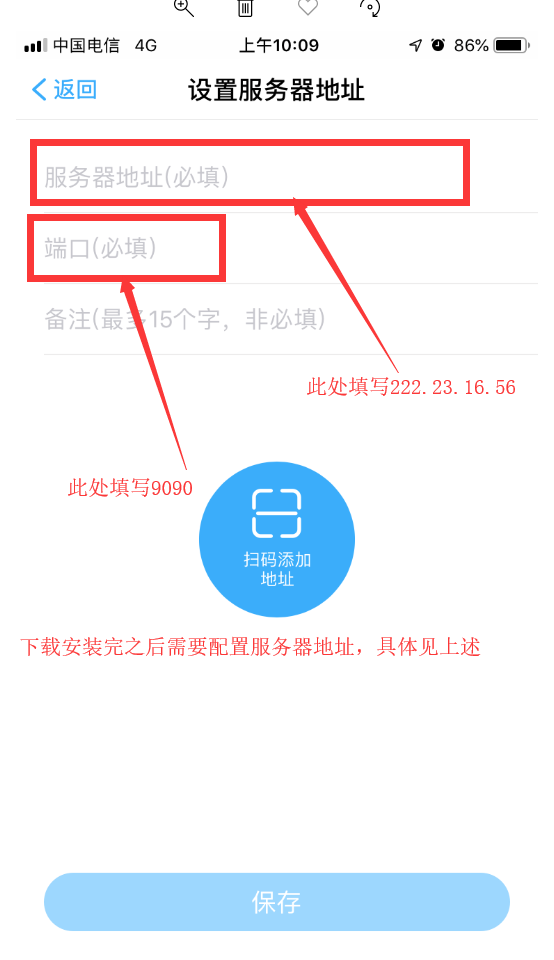 中国电信 4G 上午10:09 86%
返回 设置服务器地址
服务器地址(必填)
端口(必填)
备注(最多15个字，非必填)
此处填写222.23.16.56
此处填写9090
扫码添加
地址
下载安装完之后需要配置服务器地址，具体见上述
保存